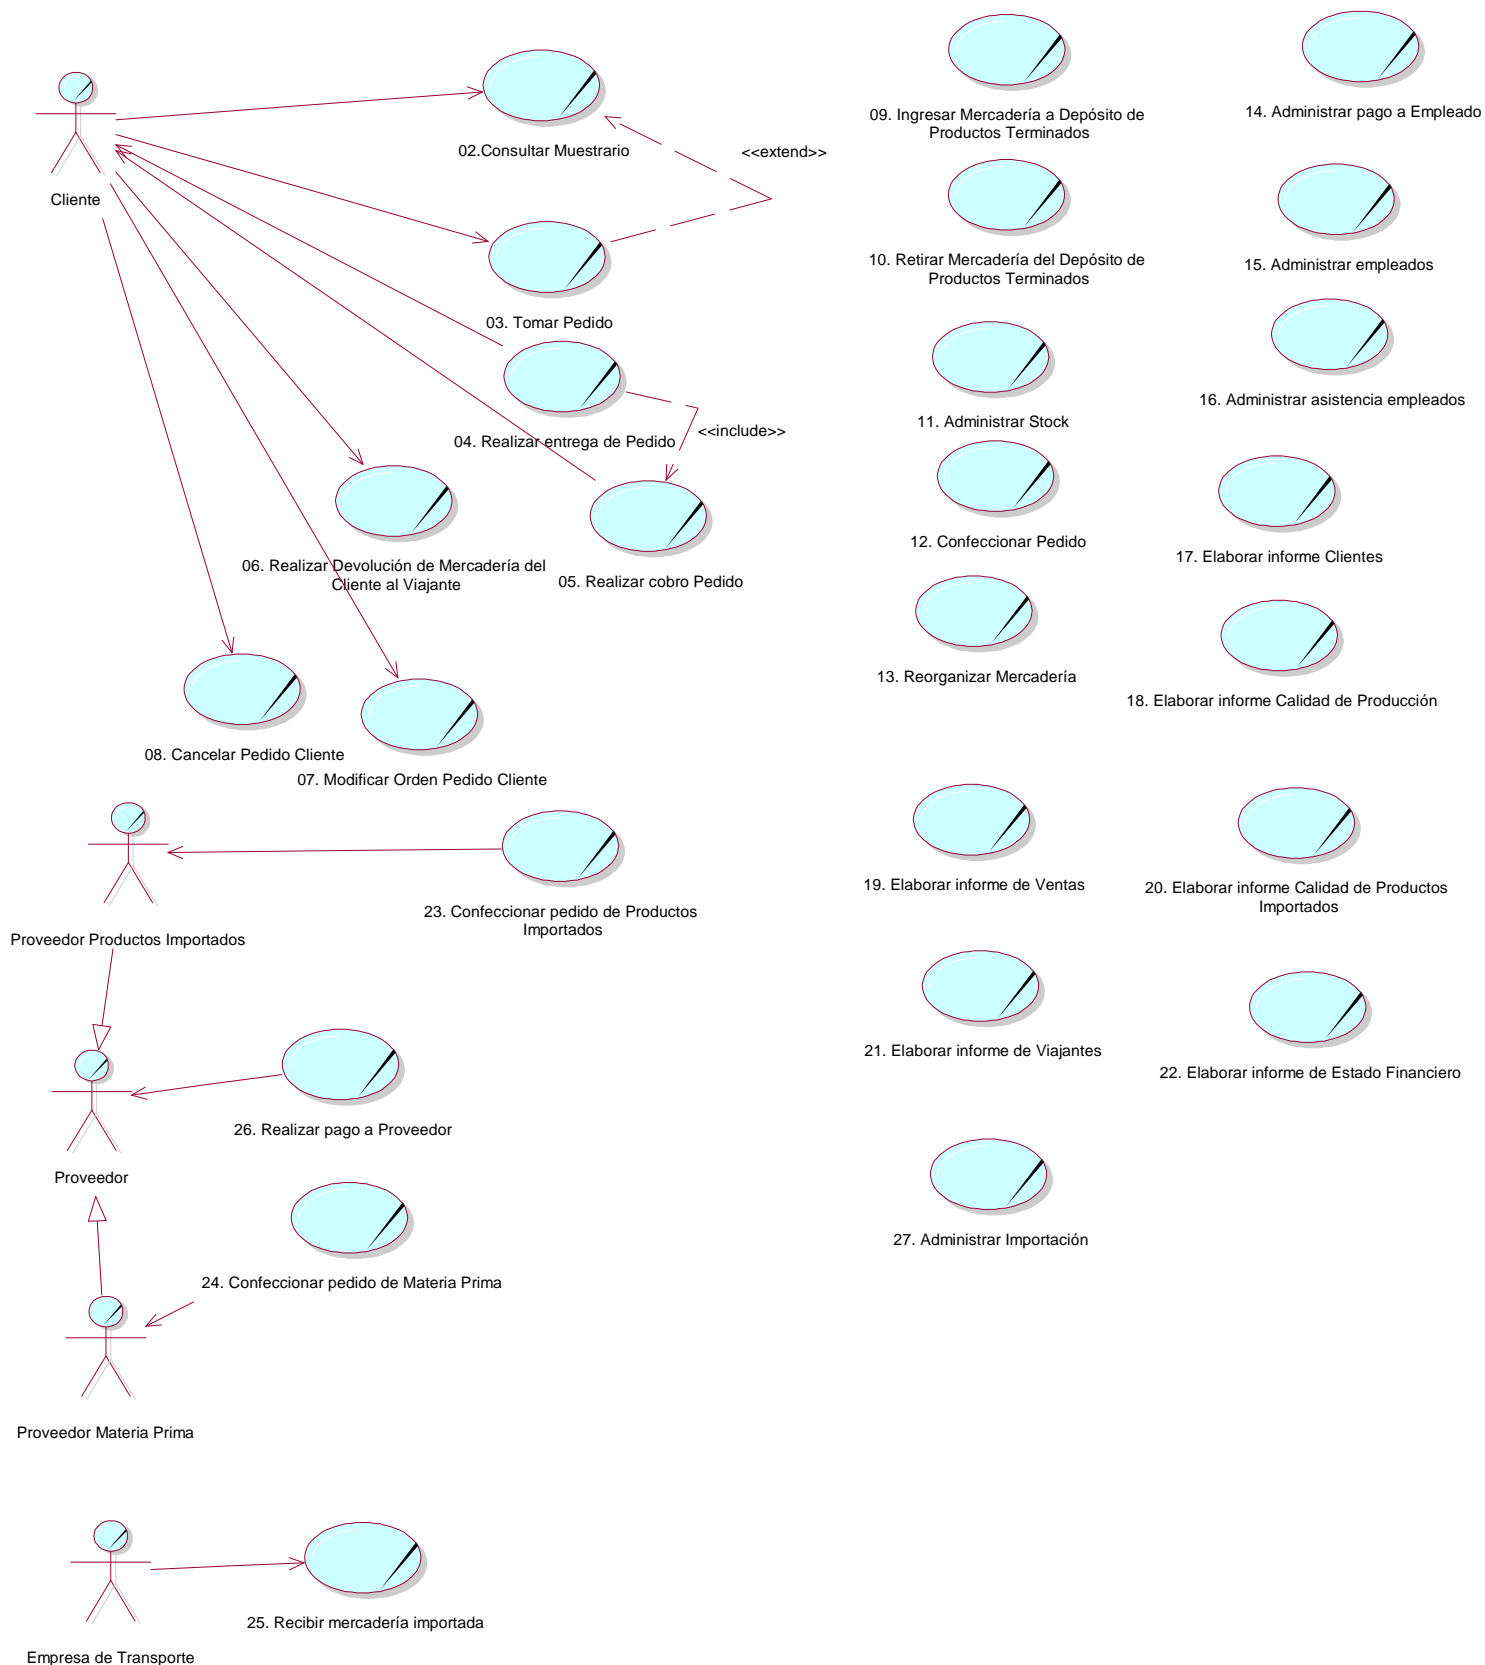 Cliente
02.Consultar Muestrario
<<extend>>
03. Tomar Pedido
04. Realizar entrega de Pedido
<<include>>
06. Realizar Devolución de Mercadería del
Cliente al Viajante
05. Realizar cobro Pedido
08. Cancelar Pedido Cliente
07. Modificar Orden Pedido Cliente
Proveedor Productos Importados
23. Confeccionar pedido de Productos
Importados
26. Realizar pago a Proveedor
Proveedor
24. Confeccionar pedido de Materia Prima
Proveedor Materia Prima
25. Recibir mercadería importada
Empresa de Transporte
09. Ingresar Mercadería a Depósito de
Productos Terminados
10. Retirar Mercadería del Depósito de
Productos Terminados
11. Administrar Stock
12. Confeccionar Pedido
13. Reorganizar Mercadería
14. Administrar pago a Empleado
15. Administrar empleados
16. Administrar asistencia empleados
17. Elaborar informe Clientes
18. Elaborar informe Calidad de Producción
19. Elaborar informe de Ventas
20. Elaborar informe Calidad de Productos
Importados
21. Elaborar informe de Viajantes
22. Elaborar informe de Estado Financiero
27. Administrar Importación